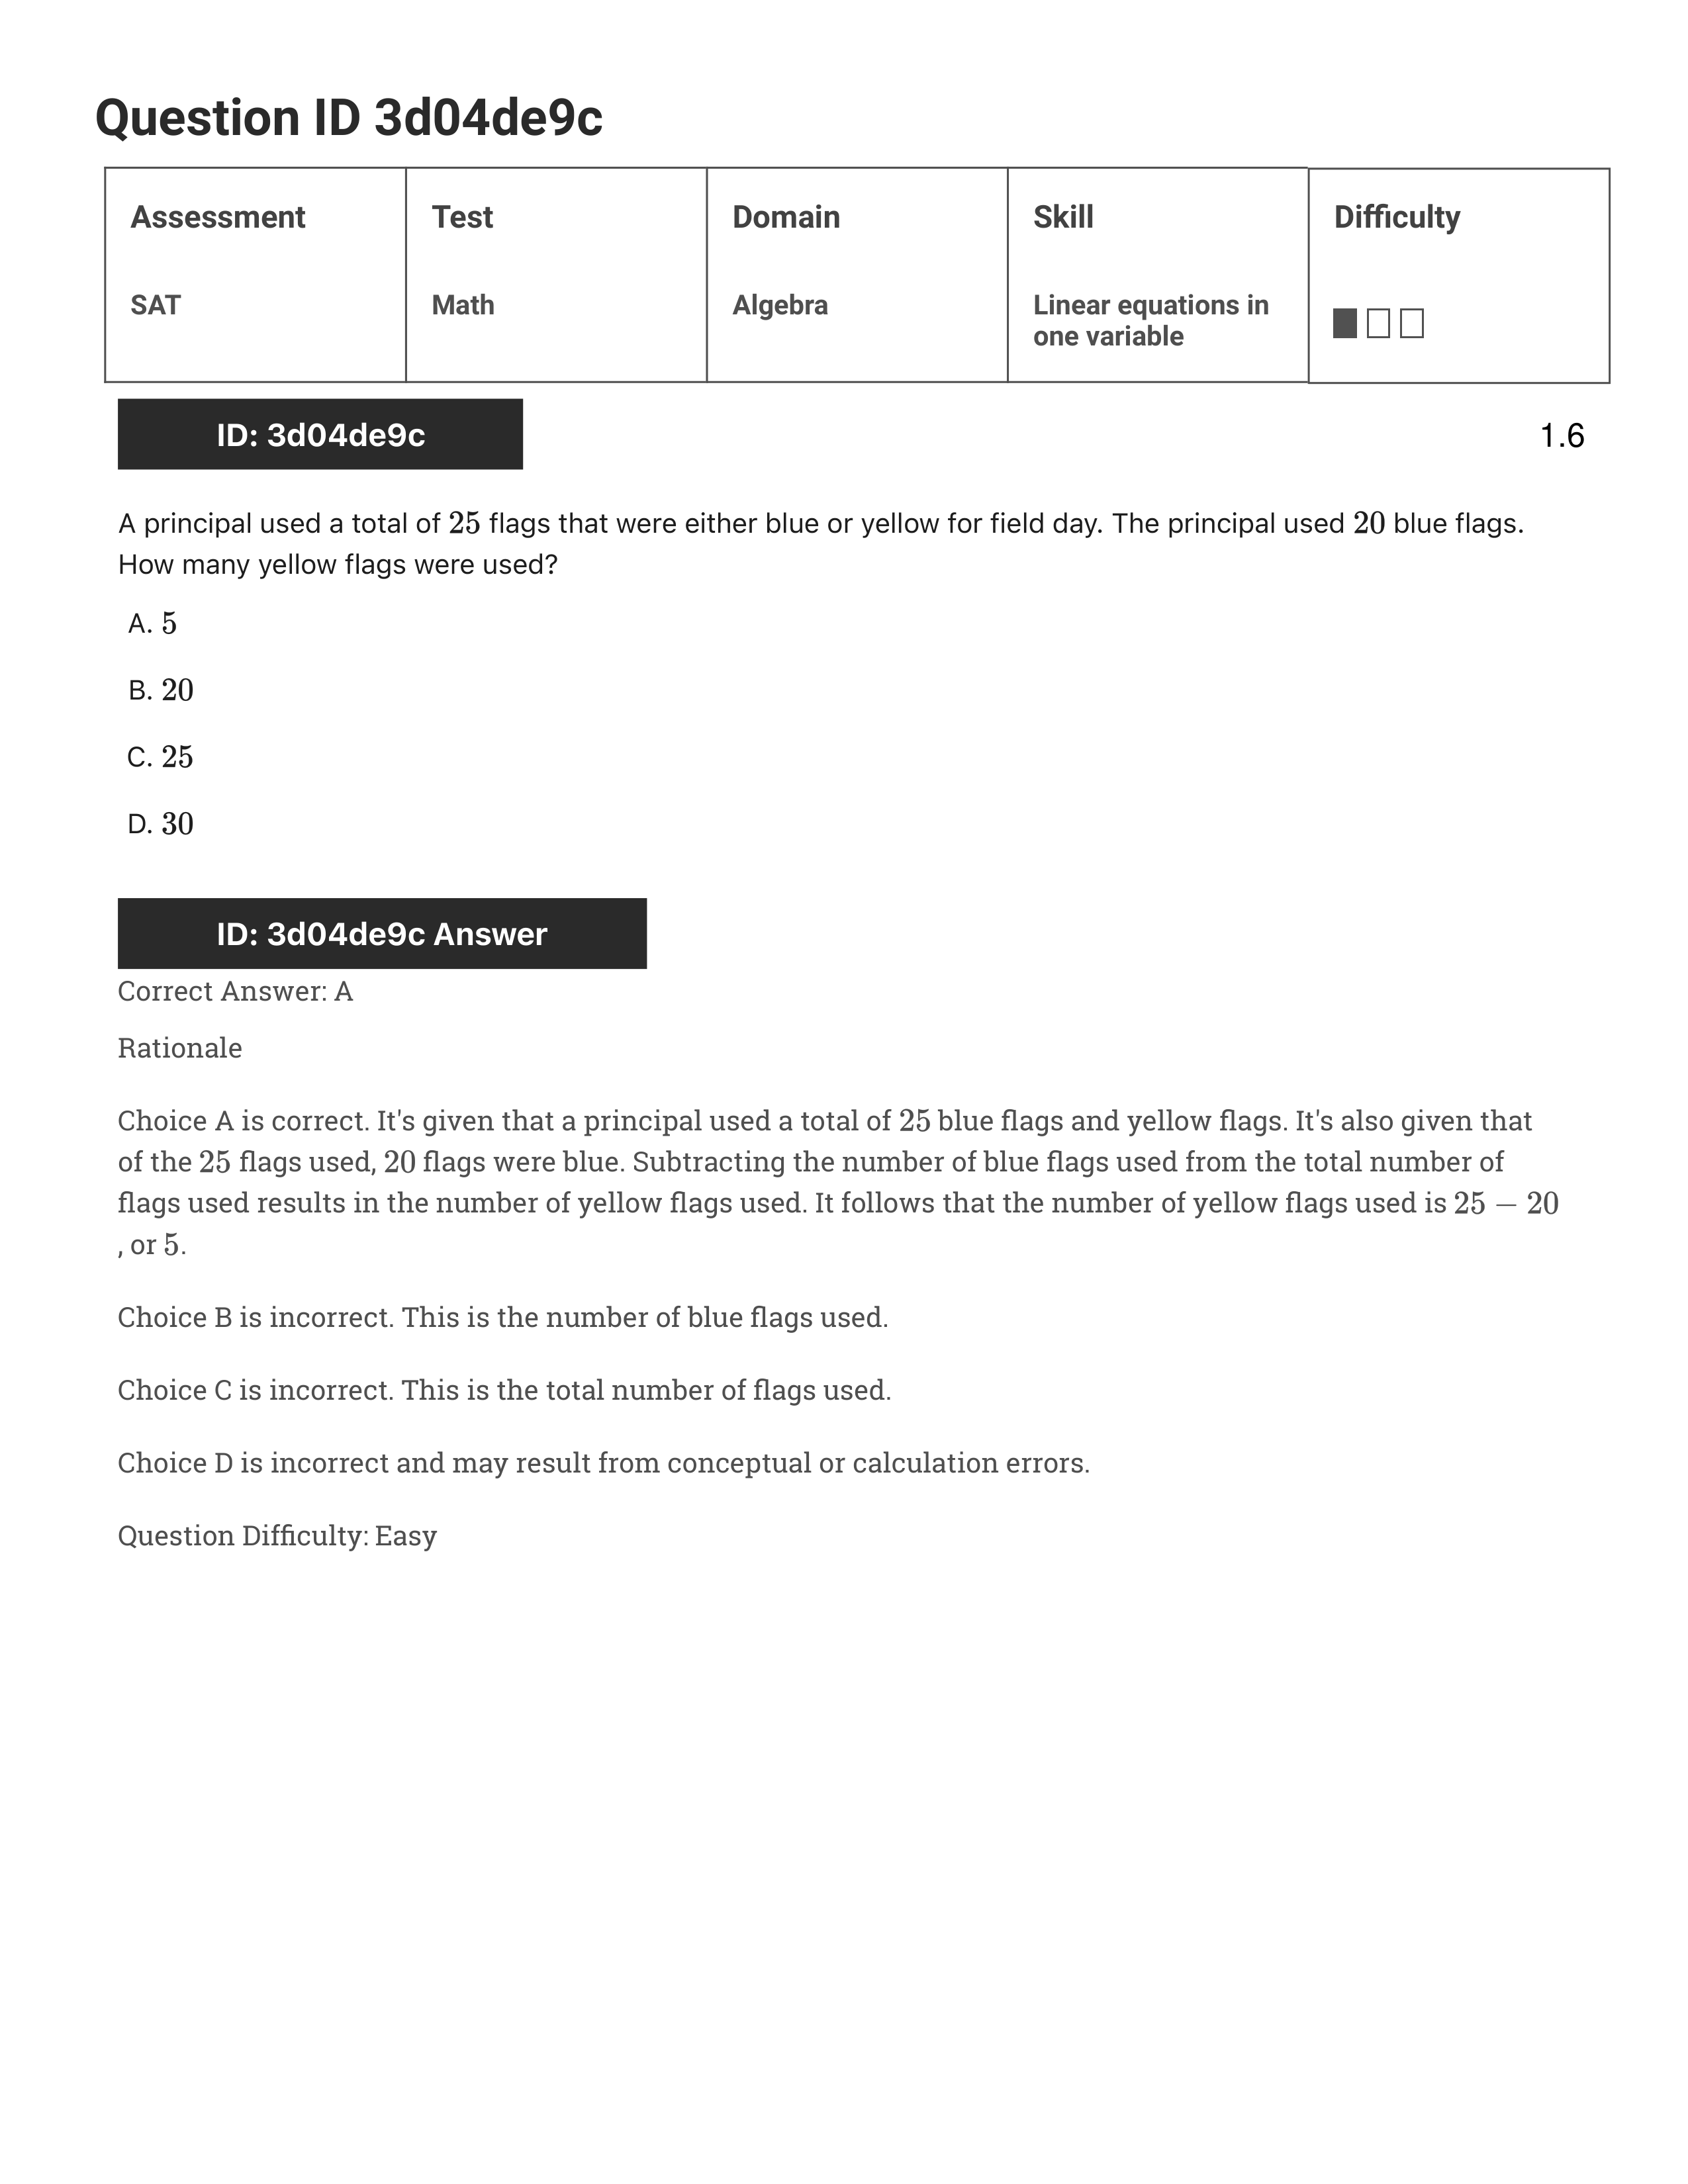 Question ID 3d04de9c
Assessment
Test
Domain
Skill
Difficulty
SAT
Math
Algebra
Linear equations in
one variable
ID: 3d04de9c
1.6
A principal used a total of 25 flags that were either blue or yellow for field day. The principal used 20 blue flags.
How many yellow flags were used?
A. 5
B. 20
C. 25
D. 30
ID: 3d04de9c Answer
Correct Answer: A
Rationale
Choice A is correct. It's given that a principal used a total of 25 blue flags and yellow flags. It's also given that
of the 25 flags used, 20 flags were blue. Subtracting the number of blue flags used from the total number of
flags used results in the number of yellow flags used. It follows that the number of yellow flags used is 25 − 20
, or 5.
Choice B is incorrect. This is the number of blue flags used.
Choice C is incorrect. This is the total number of flags used.
Choice D is incorrect and may result from conceptual or calculation errors.
Question Difficulty: Easy